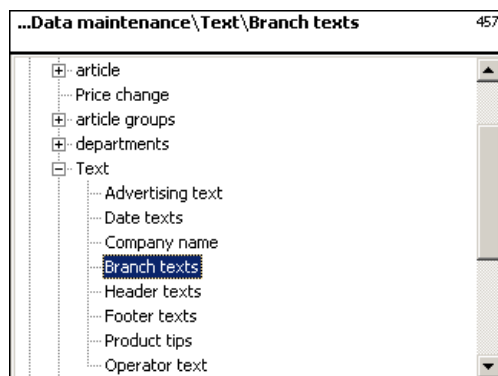 ...Data maintenance\Text\Branch texts 457
article
Price change
article groups
departments
Text
Advertising text
Date texts
Company name
Branch texts
Header texts
Footer texts
Product tips
Operator text